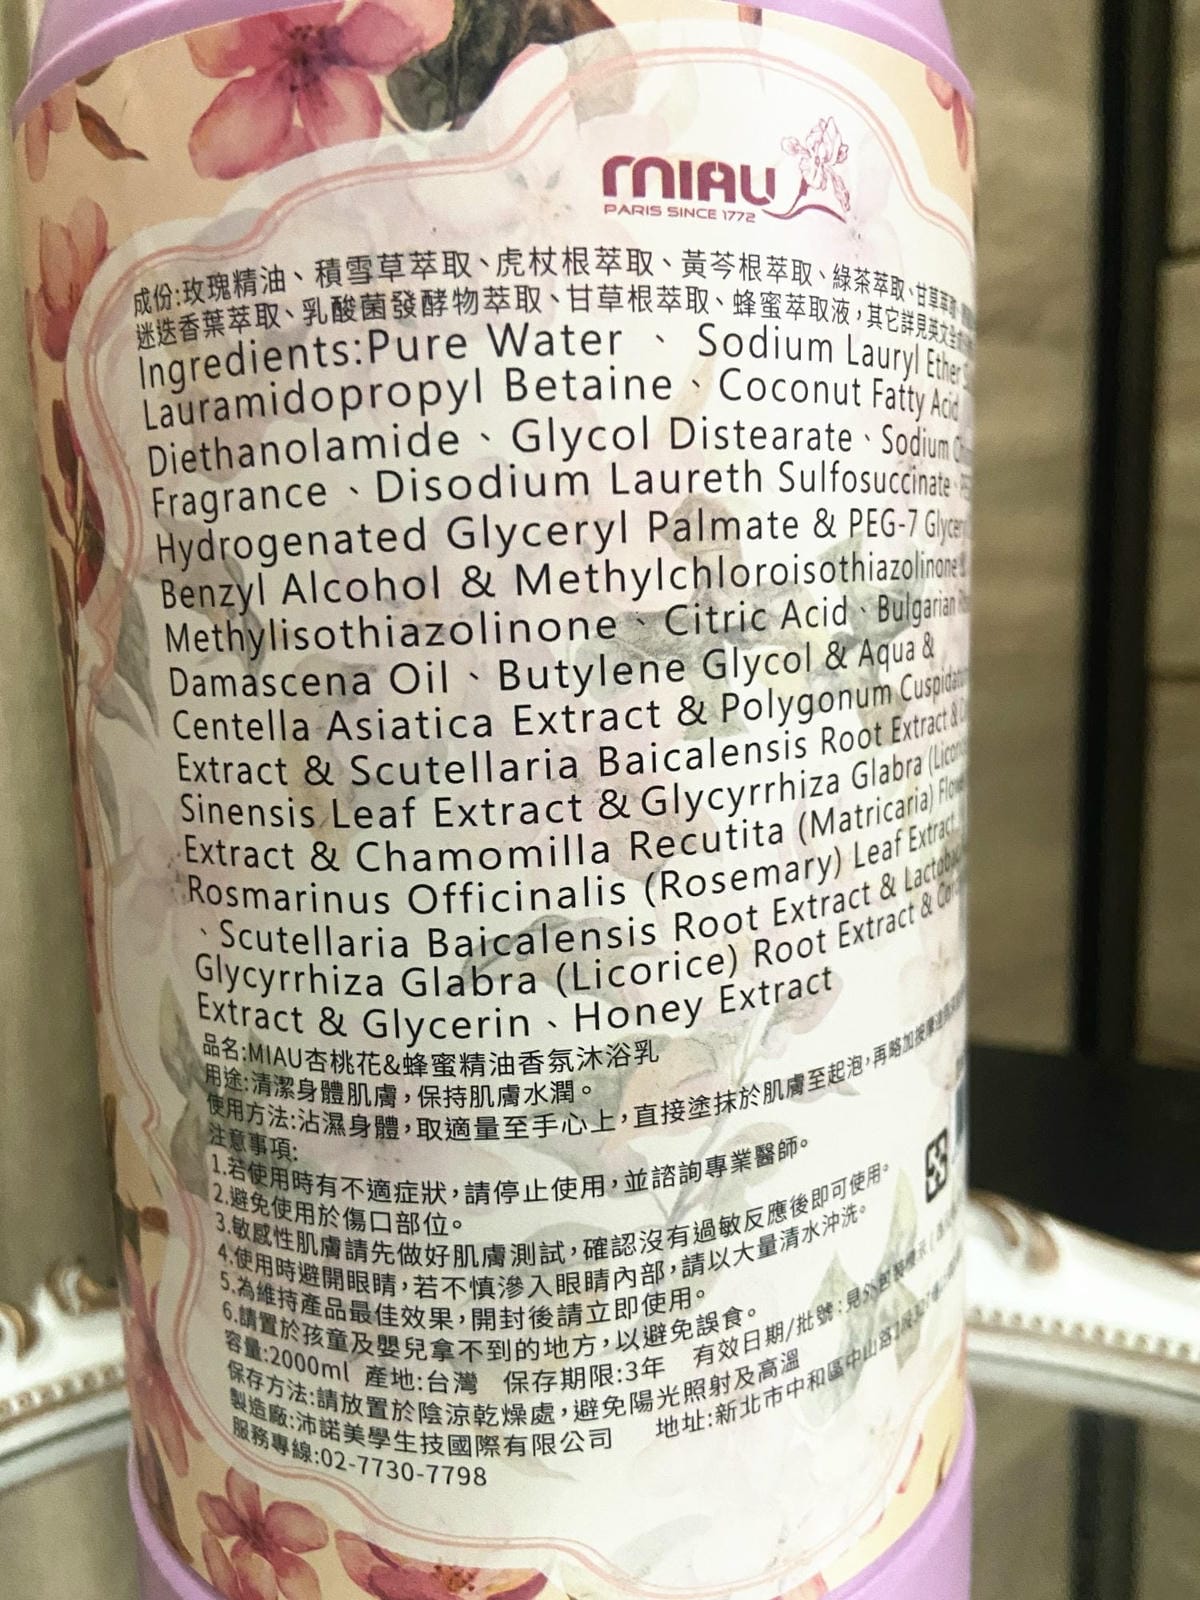 MIAU
PARIS SINCE 1772
成份:玫瑰精油、積雪草萃取、虎杖根萃取、黃芩根萃取、綠茶萃取、甘草萃取、
迷迭香葉萃取、乳酸菌發酵物萃取、甘草根萃取、蜂蜜萃取液,其它詳見英文全
Ingredients:Pure Water 、 Sodium Lauryl Ether
Lauramidopropyl Betaine、Coconut Fatty Acid
Diethanolamide、Glycol Distearate、Sodium
Fragrance、Disodium Laureth Sulfosuccinate、
Hydrogenated Glyceryl Palmate & PEG-7
Benzyl Alcohol & Methylchloroisothiazolinone
Methylisothiazolinone、Citric Acid、Bulgarian
Damascena Oil、Butylene Glycol & Aqua &
Centella Asiatica Extract & Polygonum
Extract & Scutellaria Baicalensis Root Extract &
Sinensis Leaf Extract & Glycyrrhiza Glabra
Extract & Chamomilla Recutita (Matricaria)
Rosmarinus Officinalis (Rosemary) Leaf Extract
、Scutellaria Baicalensis Root Extract &
Glycyrrhiza Glabra (Licorice) Root Extract &
Extract & Glycerin、Honey Extract
品名:MIAU杏桃花&蜂蜜精油香氛沐浴乳
用途:清潔身體肌膚,保持肌膚水潤。
使用方法:沾濕身體,取適量至手心上,直接塗抹於肌膚至起泡,再略加按摩
注意事項:
1.若使用時有不適症狀,請停止使用,並諮詢專業醫師。
2.避免使用於傷口部位。
3.敏感性肌膚請先做好肌膚測試,確認沒有過敏反應後即可使用。
4.使用時避開眼睛,若不慎滲入眼睛內部,請以大量清水沖洗。
5.為維持產品最佳效果,開封後請立即使用。
6.請置於孩童及嬰兒拿不到的地方,以避免誤食。
容量:2000ml 產地:台灣 保存期限:3年 有效日期/批號:見外包裝標示
保存方法:請放置於陰涼乾燥處,避免陽光照射及高溫
製造廠:沛諾美學生技國際有限公司 地址:新北市中和區中山路
服務專線:02-7730-7798